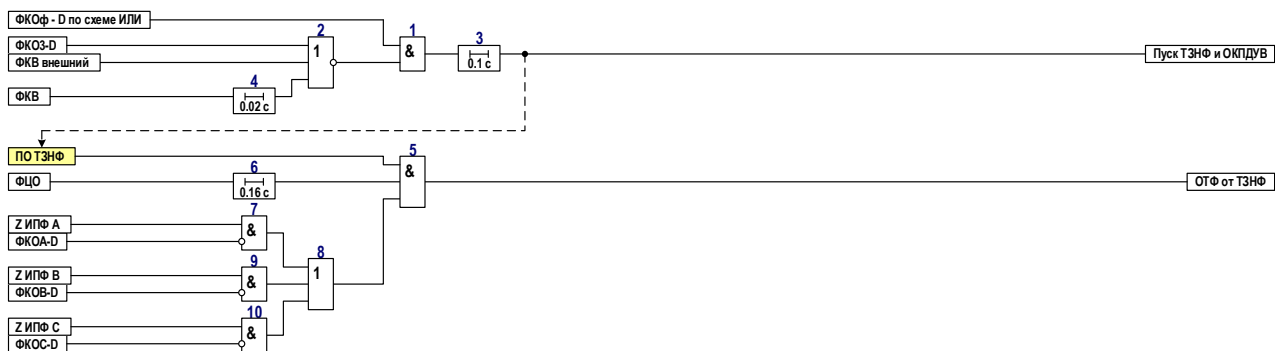 ФКОф - D по схеме ИЛИ
2
1
3
ФКОЗ-D
1
&
Пуск ТЗНФ и ОКПДУВ
ФКВ внешний
0.1 с
4
ФКВ
0.02 с
5
ПО ТЗНФ
6
&
ФЦО
0.16 с
ОТФ от ТЗНФ
7
Z ИПФ А
&
ФКОА-D
8
9
1
Z ИПФ В
&
ФКОВ-D
10
Z ИПФ С
&
ФКОС-D